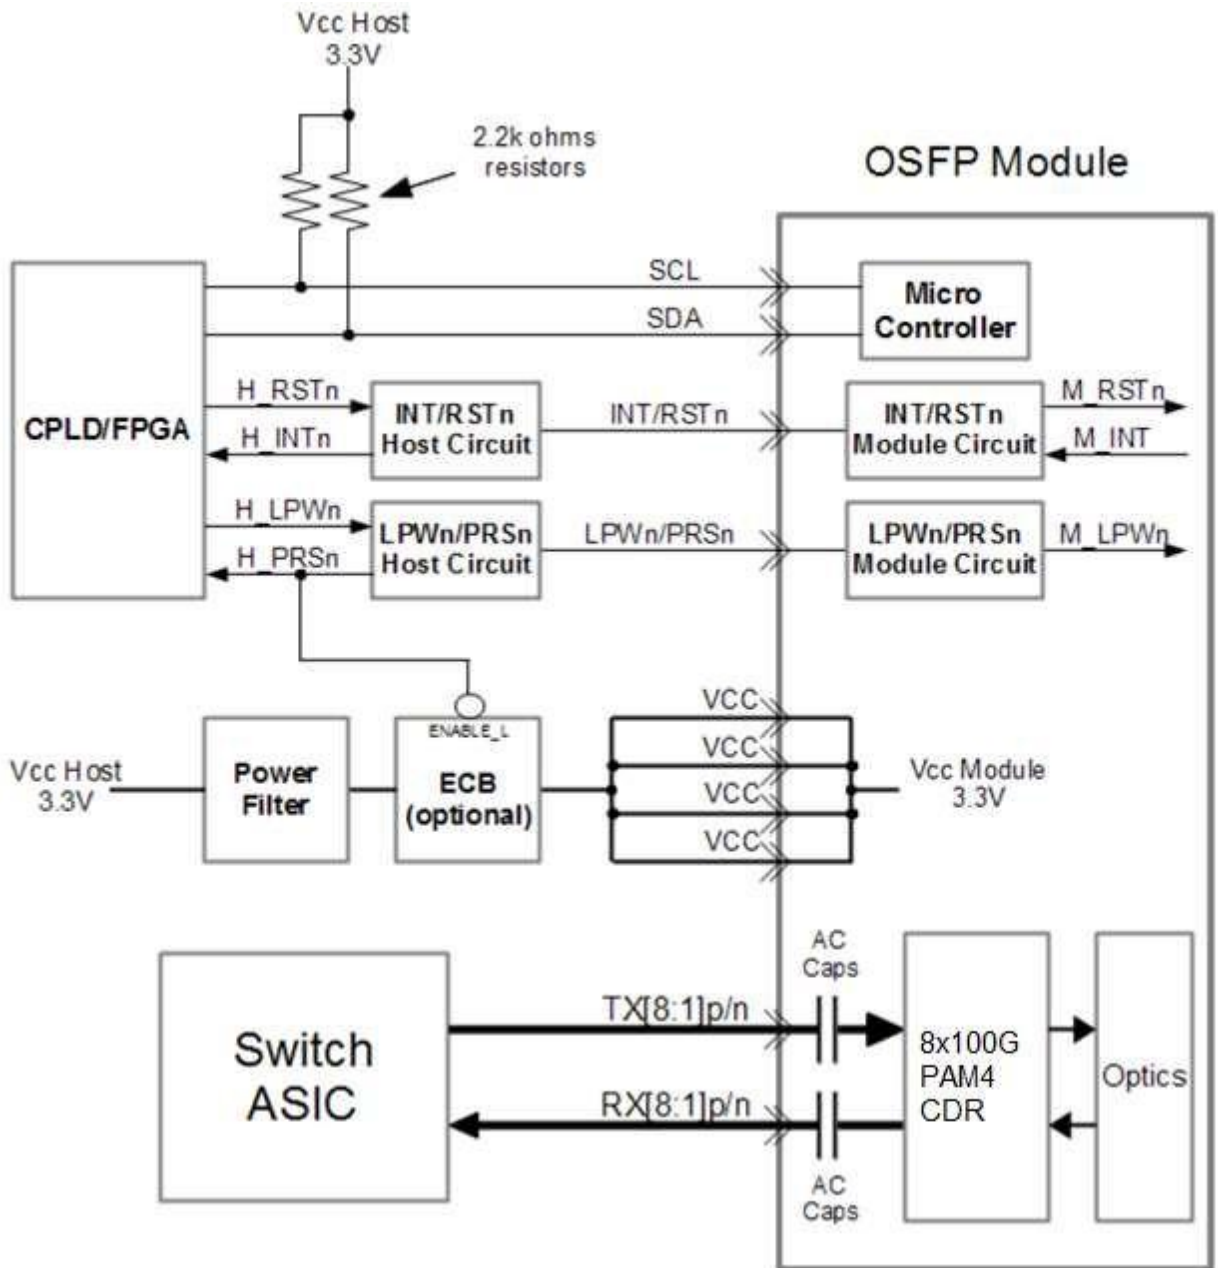 Vcc Host
3.3V
2.2k ohms
resistors
OSFP Module
SCL
SDA
Micro
Controller
CPLD/FPGA
H_RSTn
H_INTn
INT/RSTn
Host Circuit
INT/RSTn
INT/RSTn
Module Circuit
M_RSTn
M_INT
H_LPWn
H_PRSn
LPWn/PRSn
Host Circuit
LPWn/PRSn
LPWn/PRSn
Module Circuit
M_LPWn
Vcc Host
3.3V
Power
Filter
ENABLE_L
ECB
(optional)
VCC
VCC
VCC
VCC
Vcc Module
3.3V
Switch
ASIC
TX[8:1]p/n
RX[8:1]p/n
AC
Caps
AC
Caps
8x100G
PAM4
CDR
Optics